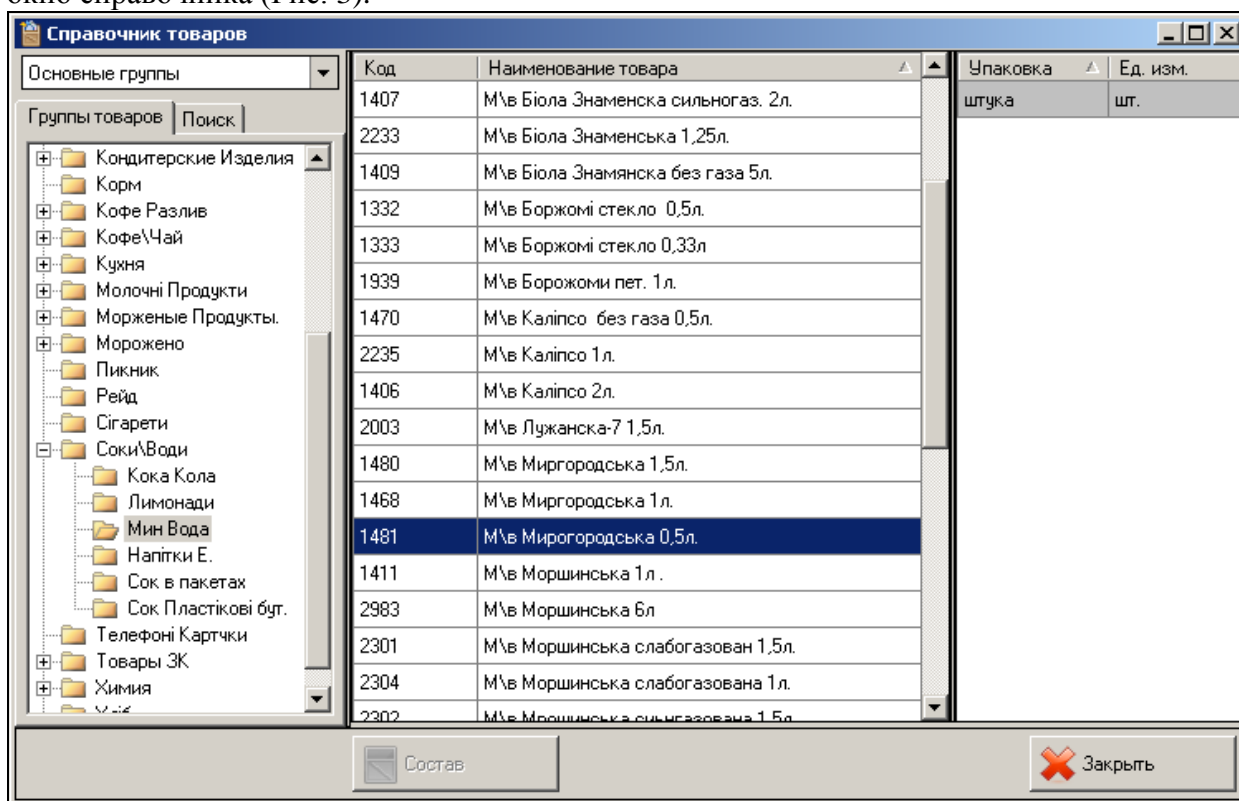 окно справочника (Рис. 3).
Справочник товаров
Основные группы
Группы товаров Поиск
Кондитерские Изделия
Корм
Кофе Разлив
Кофе\Чай
Кухня
Молочні Продукти
Морженые Продукты.
Морожено
Пикник
Рейд
Сігарети
Соки\Води
Кока Кола
Лимонади
Мин Вода
Напітки Е.
Сок в пакетах
Сок Пластікові бут.
Телефоні Картчки
Товары ЗК
Химия
Код Наименование товара
1407 М\в Біола Знаменска сильногаз. 2л.
2233 М\в Біола Знаменська 1,25л.
1409 М\в Біола Знамянска без газа 5л.
1332 М\в Боржомі стекло 0,5л.
1333 М\в Боржомі стекло 0,33л
1939 М\в Борожоми пет. 1л.
1470 М\в Каліпсо без газа 0,5л.
2235 М\в Каліпсо 1л.
1406 М\в Каліпсо 2л.
2003 М\в Лужанска-7 1,5л.
1480 М\в Миргородська 1,5л.
1468 М\в Миргородська 1л.
1481 М\в Мирогородська 0,5л.
1411 М\в Моршинська 1л .
2983 М\в Моршинська 6л
2301 М\в Моршинська слабогазован 1,5л.
2304 М\в Моршинська слабогазована 1л.
2302 М\в 1,5л
Упаковка Ед. изм.
штука шт.
Состав
Закрыть